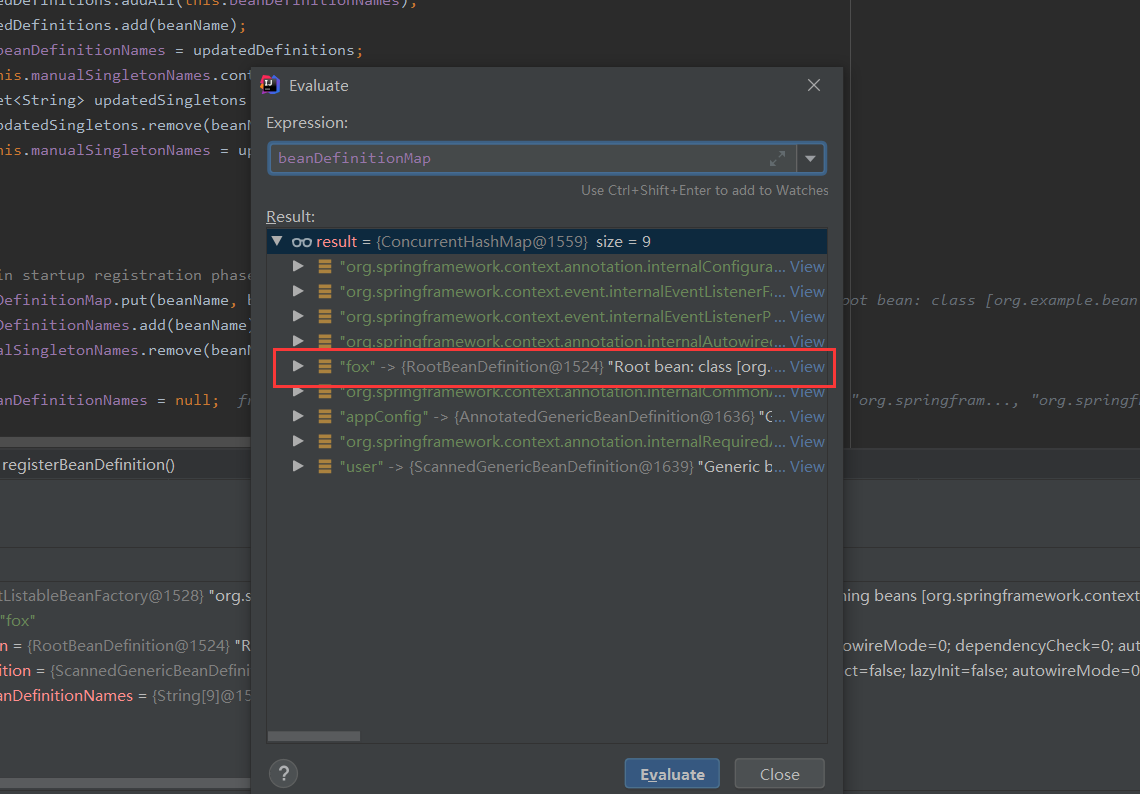 edDefinitions.addAll(this.beanDefinitionNames);
edDefinitions.add(beanName);
beanDefinitionNames = updatedDefinitions;
his.manualSingletonNames.cont
et<String> updatedSingletons
pdatedSingletons.remove(beanN
his.manualSingletonNames = up
in startup registration phase
DefinitionMap.put(beanName, b
oot bean: class [org.example.bean
DefinitionNames.add(beanName)
alSingletonNames.remove(beanN
anDefinitionNames = null; fr
"org.springfram..., "org.springfr
registerBeanDefinition()
Evaluate
Expression:
beanDefinitionMap
Use Ctrl+Shift+Enter to add to Watches
Result:
result = {ConcurrentHashMap@1559} size = 9
"org.springframework.context.annotation.internalConfigura... View
"org.springframework.context.event.internalEventListenerF... View
"org.springframework.context.event.internalEventListenerP ... View
"org.springframework.context.annotation.internalAutowired... View
"fox" -> {RootBeanDefinition@1524} "Root bean: class [org. ... View
"org.springframework.context.annotation.internalCommonA... View
"appConfig" -> {AnnotatedGenericBeanDefinition@1636} "G... View
"org.springframework.context.annotation.internalRequiredA... View
"user" -> {ScannedGenericBeanDefinition@1639} "Generic b... View
tListableBeanFactory@1528} "org.s
ning beans [org.springframework.context
"fox"
n = {RootBeanDefinition@1524} "R
owireMode=0; dependencyCheck=0; aut
ition = {ScannedGenericBeanDefini
ct=false; lazyInit=false; autowireMode=0
anDefinitionNames = {String[9]@15
?
Evaluate
Close